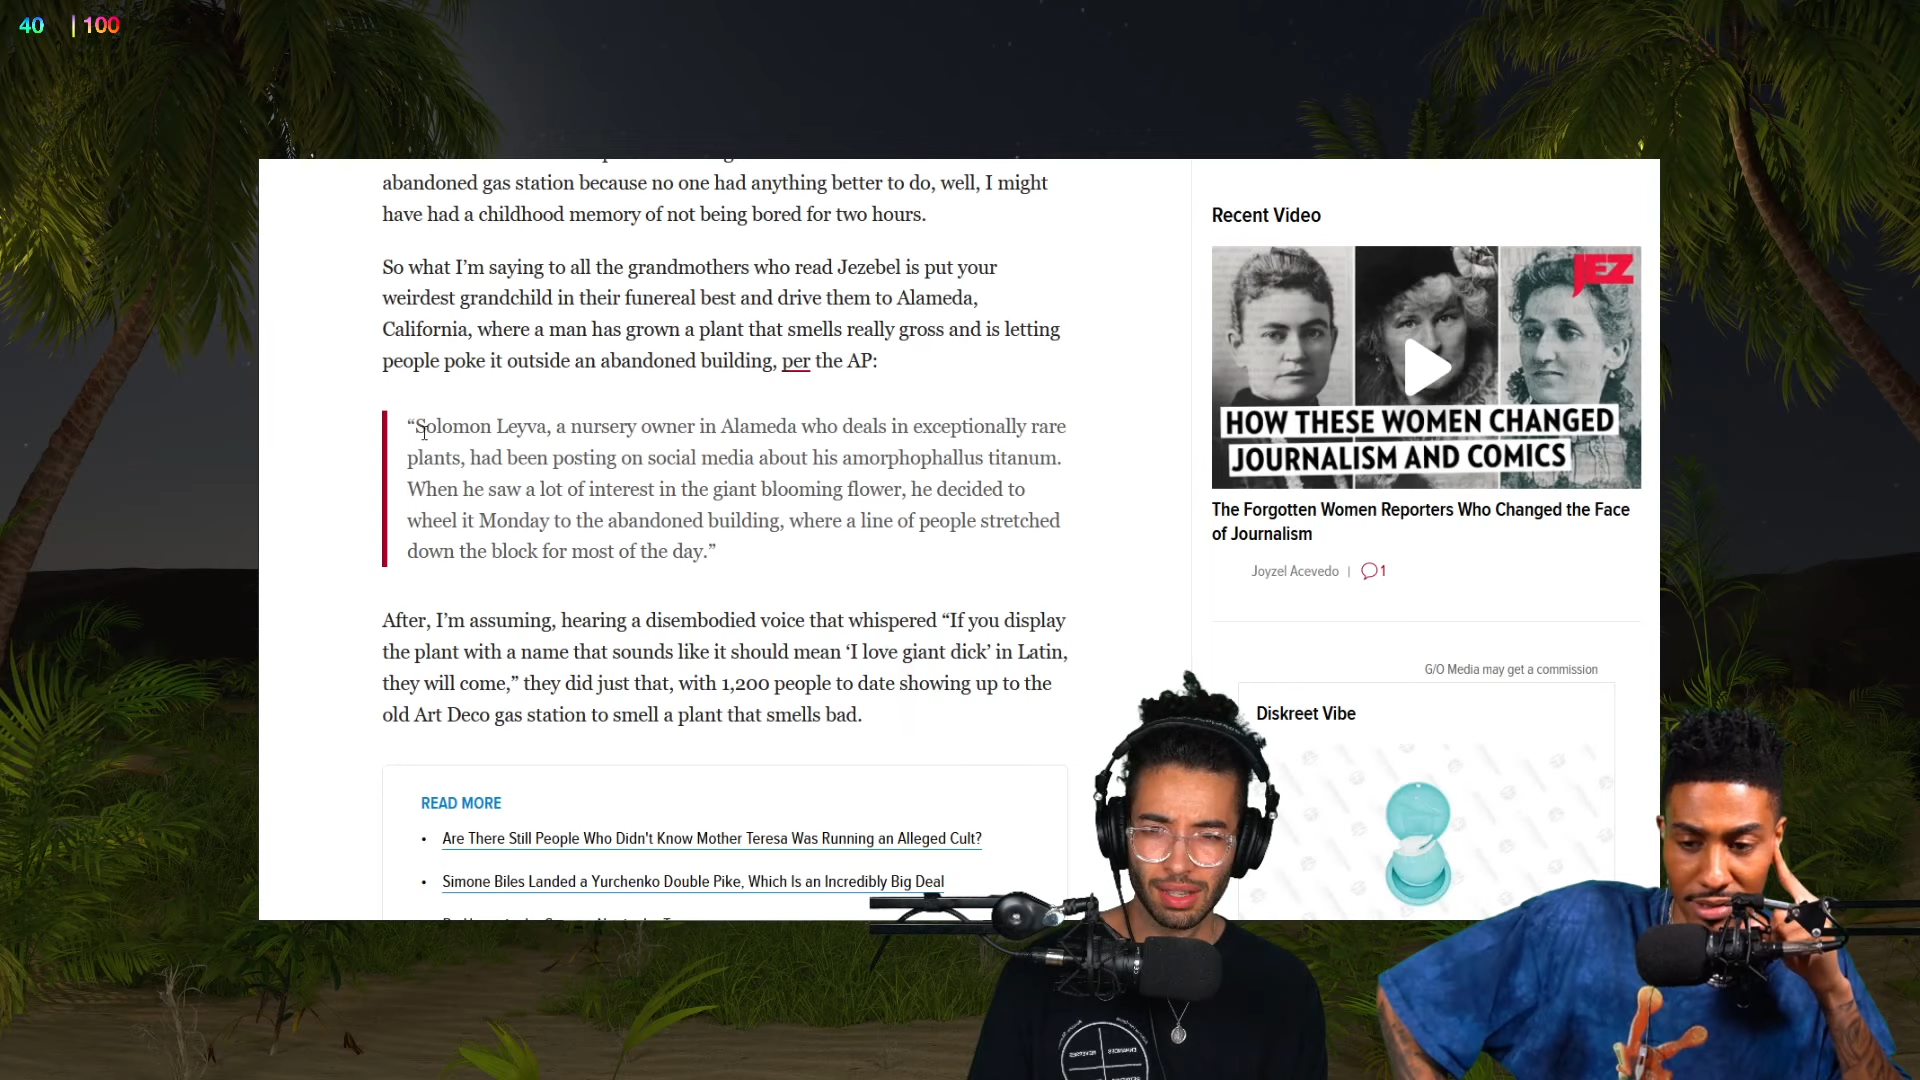 40 | 100
abandoned gas station because no one had anything better to do, well, I might
have had a childhood memory of not being bored for two hours.
So what I’m saying to all the grandmothers who read Jezebel is put your
weirdest grandchild in their funereal best and drive them to Alameda,
California, where a man has grown a plant that smells really gross and is letting
people poke it outside an abandoned building, per the AP:
“Solomon Leyva, a nursery owner in Alameda who deals in exceptionally rare
plants, had been posting on social media about his amorphophallus titanum.
When he saw a lot of interest in the giant blooming flower, he decided to
wheel it Monday to the abandoned building, where a line of people stretched
down the block for most of the day.”
After, I’m assuming, hearing a disembodied voice that whispered “If you display
the plant with a name that sounds like it should mean ‘I love giant dick’ in Latin,
they will come,” they did just that, with 1,200 people to date showing up to the
old Art Deco gas station to smell a plant that smells bad.
READ MORE
• Are There Still People Who Didn't Know Mother Teresa Was Running an Alleged Cult?
• Simone Biles Landed a Yurchenko Double Pike, Which Is an Incredibly Big Deal
Recent Video
JEZ
HOW THESE WOMEN CHANGED
JOURNALISM AND COMICS
The Forgotten Women Reporters Who Changed the Face
of Journalism
Joyzel Acevedo | 1
G/O Media may get a commission
Diskreet Vibe